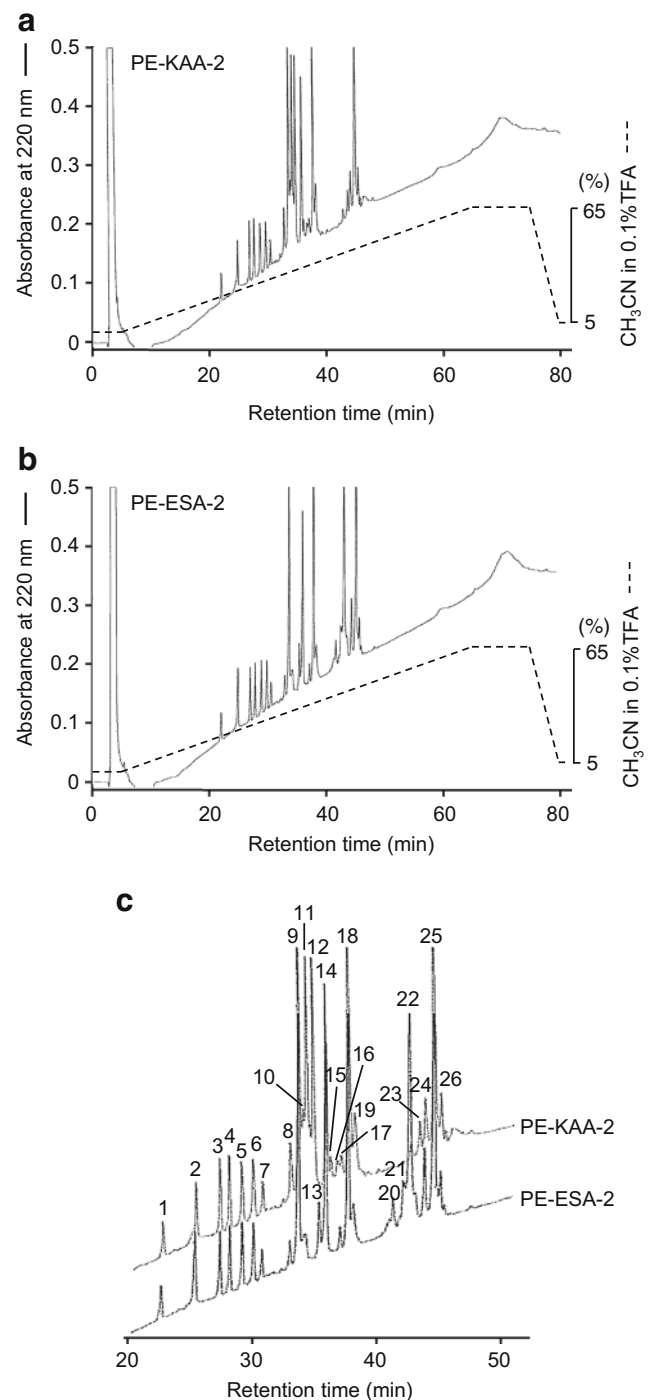 a
PE-KAA-2
Absorbance at 220 nm
0.5
0.4
0.3
0.2
0.1
0
0 20 40 60 80
Retention time (min)
(%)
65
5
CH₃CN in 0.1%TFA
b
PE-ESA-2
Absorbance at 220 nm
0.5
0.4
0.3
0.2
0.1
0
0 20 40 60 80
Retention time (min)
(%)
65
5
CH₃CN in 0.1%TFA
c
11
9 12 18 25
14
22
10 15 16
23 24 26
8 19 17
1 2 3 4 5 6 7
13 20 21
PE-KAA-2
PE-ESA-2
20 30 40 50
Retention time (min)